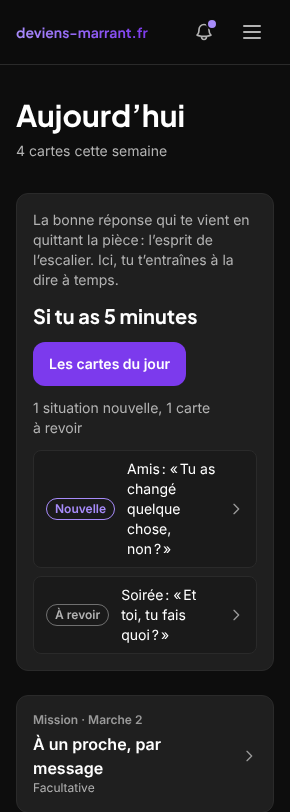 deviens-marrant.fr
Aujourd’hui
4 cartes cette semaine
La bonne réponse qui te vient en
quittant la pièce : l’esprit de
l’escalier. Ici, tu t’entraînes à la
dire à temps.
Si tu as 5 minutes
Les cartes du jour
1 situation nouvelle, 1 carte
à revoir
Nouvelle
Amis : « Tu as
changé
quelque
chose,
non ? »
À revoir
Soirée : « Et
toi, tu fais
quoi ? »
Mission · Marche 2
À un proche, par
message
Facultative